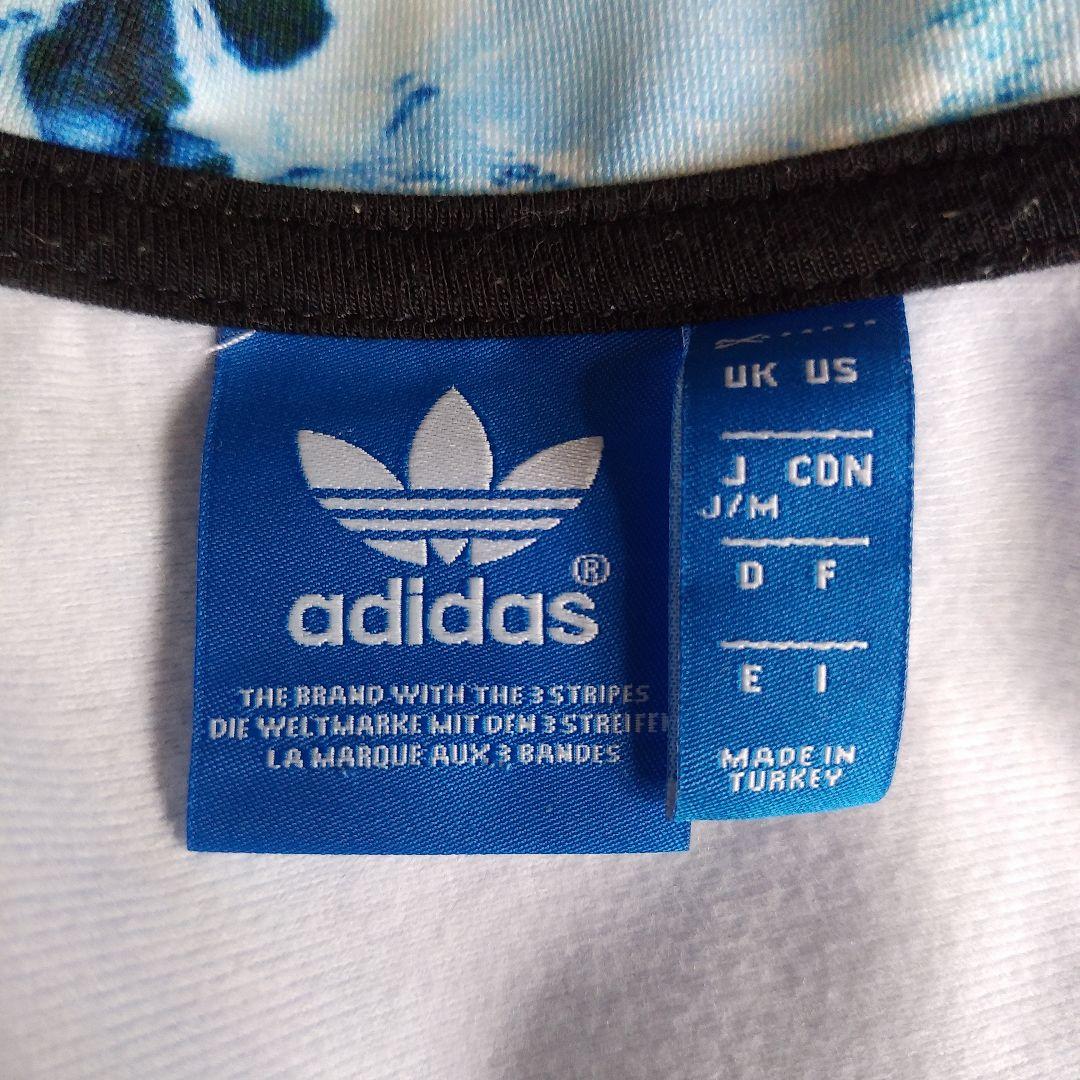 adidas®
THE BRAND WITH THE 3 STRIPES
DIE WELTMARKE MIT DEN 3 STREIFEN
LA MARQUE AUX 3 BANDES
UK US
J CDN
J/M
D F
E I
MADE IN
TURKEY